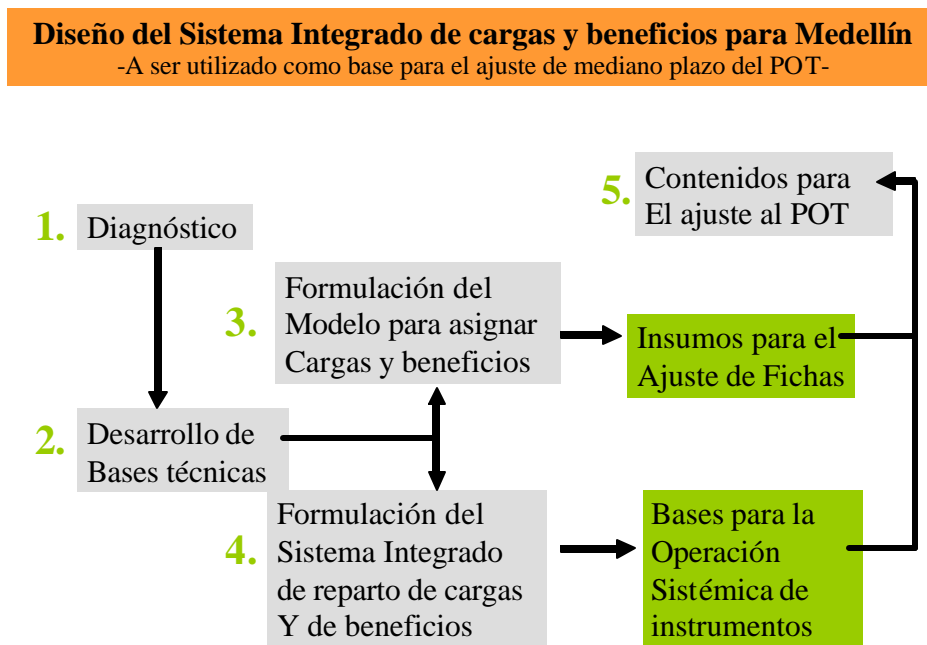 Diseño del Sistema Integrado de cargas y beneficios para Medellín
-A ser utilizado como base para el ajuste de mediano plazo del POT-
1.
Diagnóstico
2.
Desarrollo de
Bases técnicas
3.
Formulación del
Modelo para asignar
Cargas y beneficios
Insumos para el
Ajuste de Fichas
4.
Formulación del
Sistema Integrado
de reparto de cargas
Y de beneficios
Bases para la
Operación
Sistémica de
instrumentos
5.
Contenidos para
El ajuste al POT